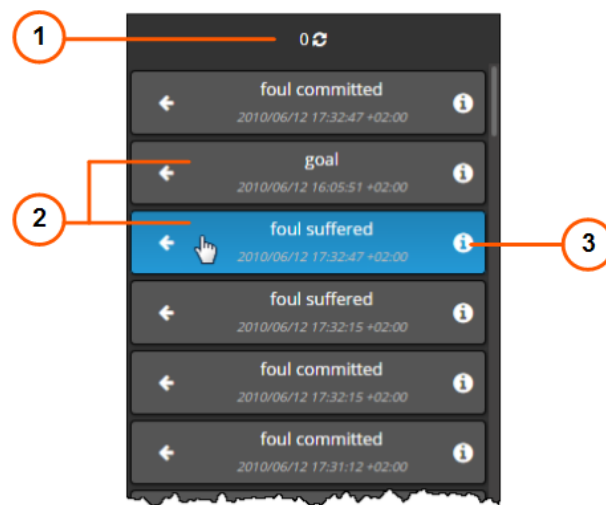 1
0
foul committed
2010/06/12 17:32:47 +02:00
goal
2010/06/12 16:05:51 +02:00
2
foul suffered
2010/06/12 17:32:47 +02:00
3
foul suffered
2010/06/12 17:32:15 +02:00
foul committed
2010/06/12 17:32:15 +02:00
foul committed
2010/06/12 17:31:12 +02:00